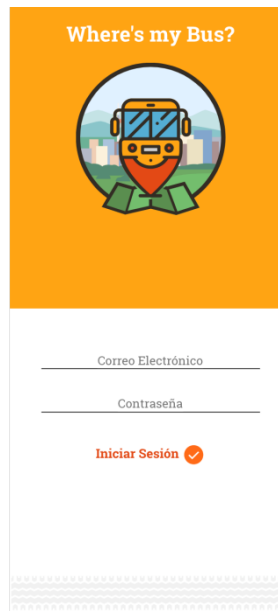 Where's my Bus?
Correo Electrónico
Contraseña
Iniciar Sesión